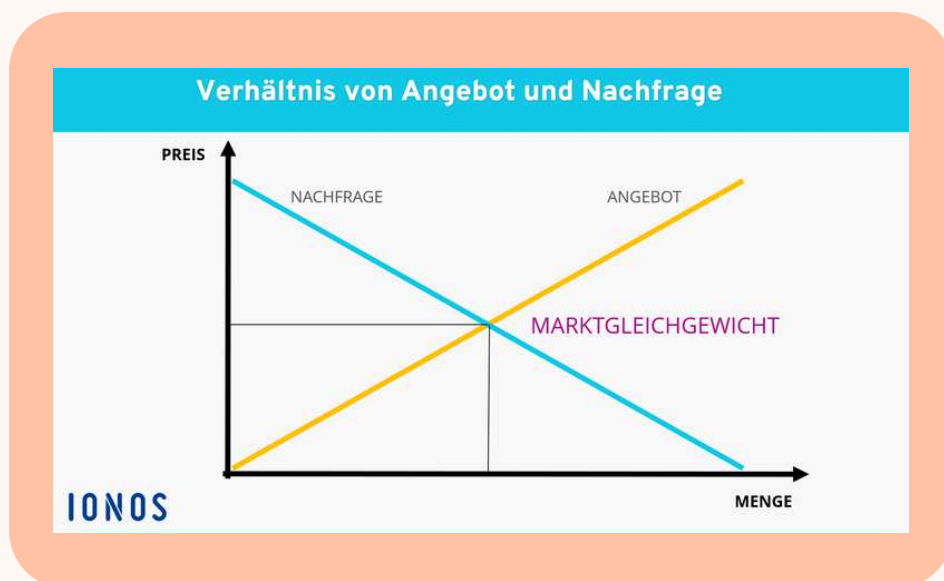 Verhältnis von Angebot und Nachfrage
PREIS
NACHFRAGE
ANGEBOT
MARKTGLEICHGEWICHT
MENGE
IONOS